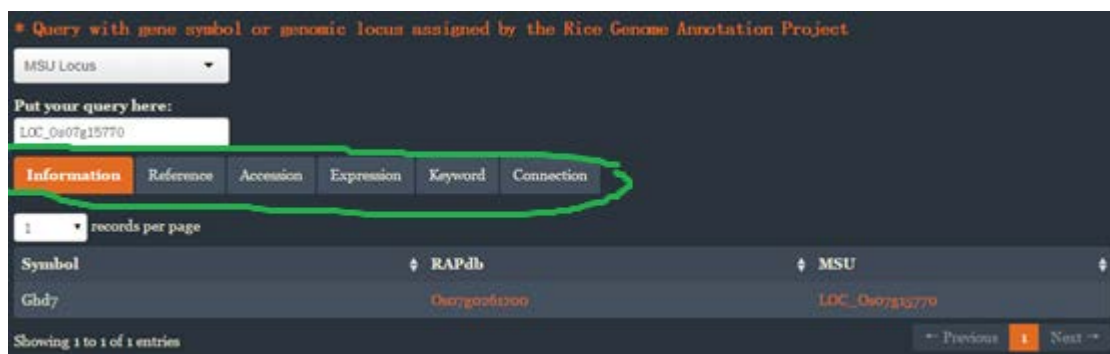 * Query with gene symbol or genomic locus assigned by the Rice Genome Annotation Project
MSU Locus
Put your query here:
LOC_Os07g15770
Information Reference Accession Expression Keyword Connection
1 records per page
Symbol RAPdb MSU
Ghd7 Os07g0261200 LOC_Os07g15770
Showing 1 to 1 of 1 entries ← Previous 1 Next →